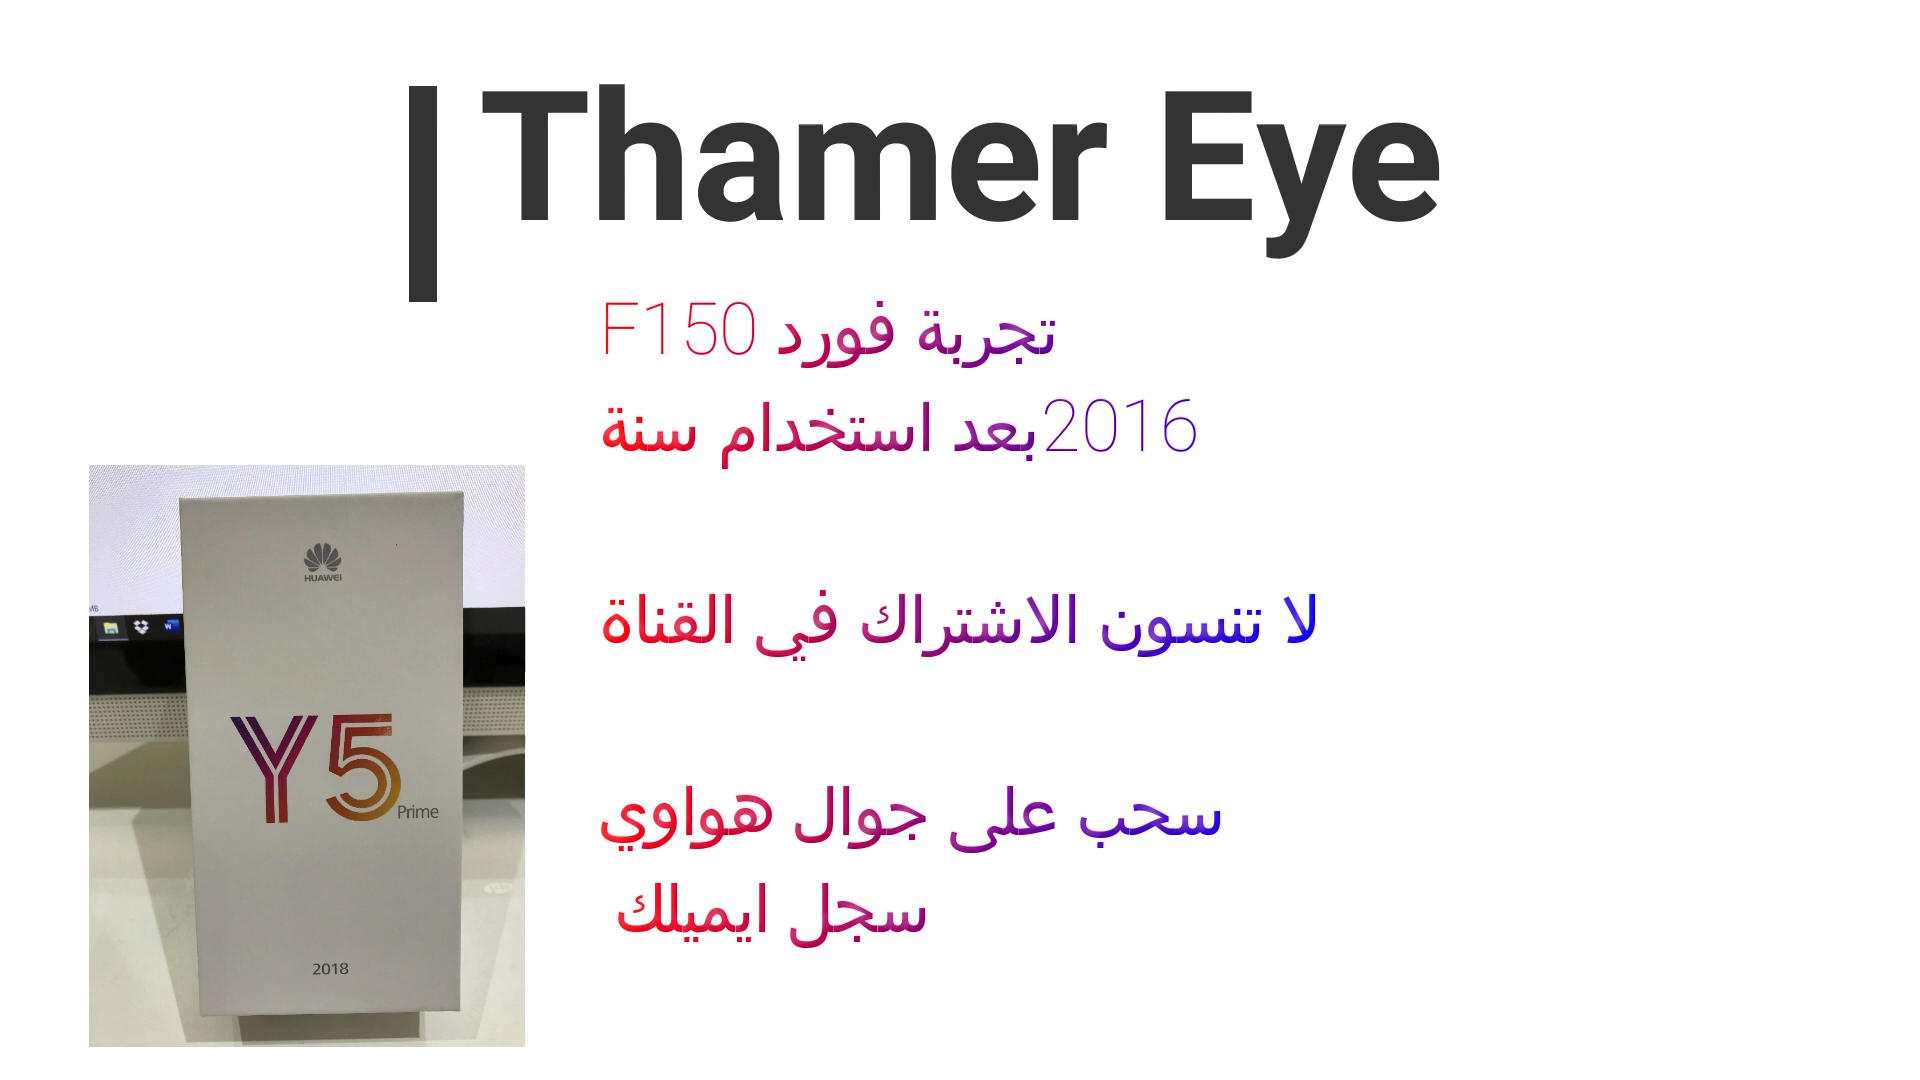 Thamer Eye
تجربة فورد F150
2016بعد استخدام سنة
لا تنسون الاشتراك في القناة
سحب على جوال هواوي
سجل ايميلك
MB
W
HUAWEI
Y5
Prime
2018